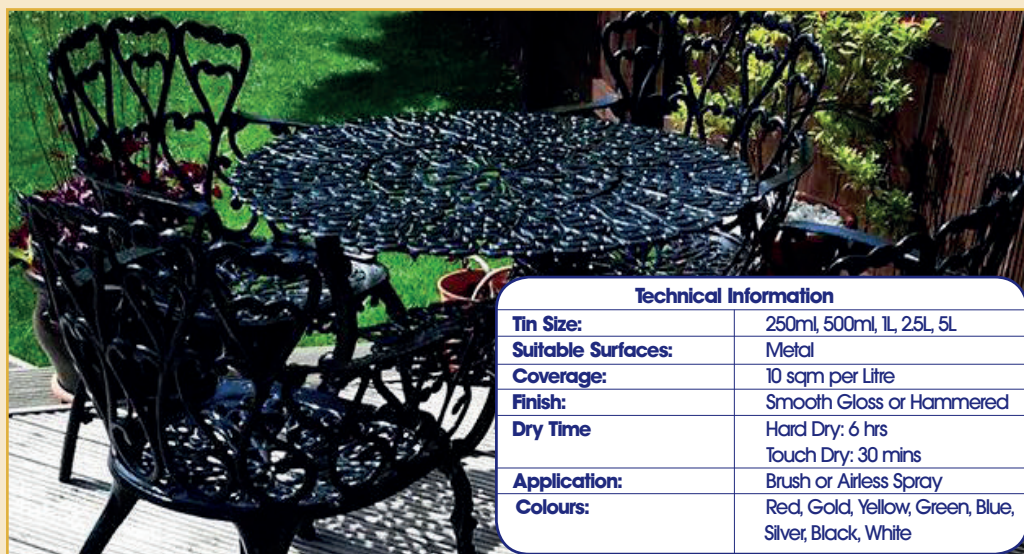 Technical Information
Tin Size: 250ml, 500ml, 1L, 2.5L, 5L
Suitable Surfaces: Metal
Coverage: 10 sqm per Litre
Finish: Smooth Gloss or Hammered
Dry Time Hard Dry: 6 hrs
Touch Dry: 30 mins
Application: Brush or Airless Spray
Colours: Red, Gold, Yellow, Green, Blue,
Silver, Black, White